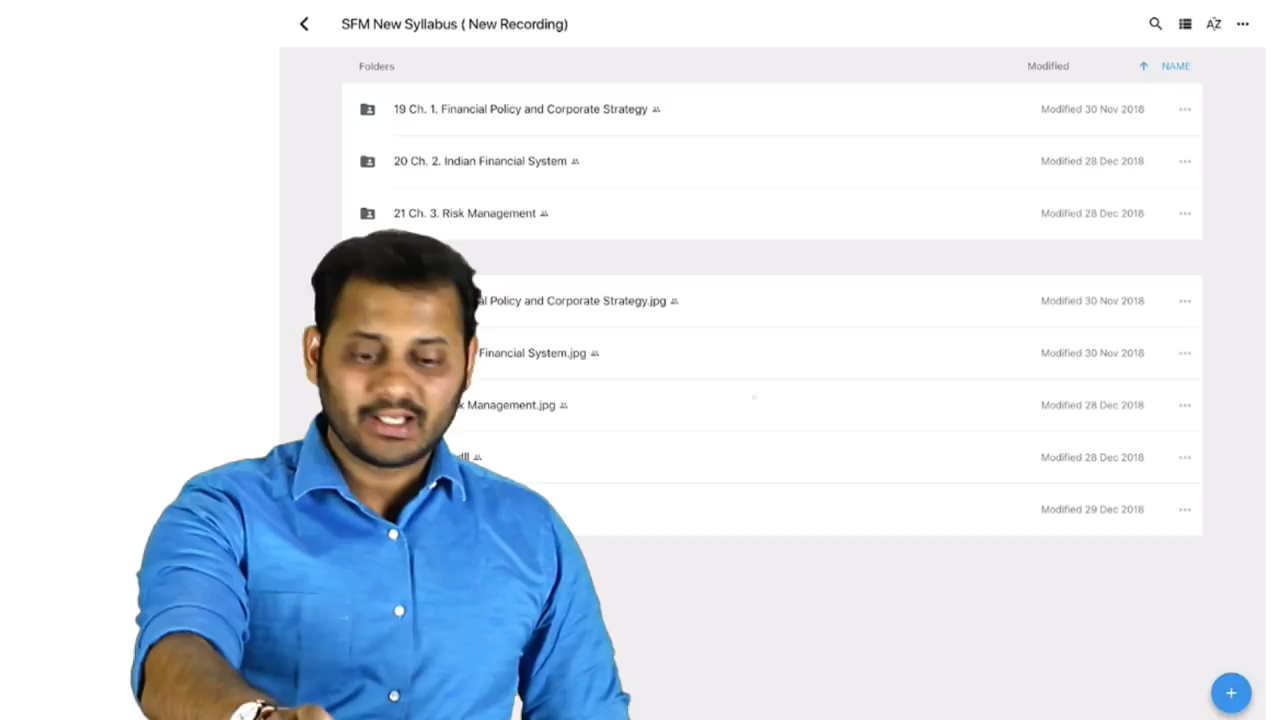 SFM New Syllabus ( New Recording)
Folders Modified NAME
19 Ch. 1. Financial Policy and Corporate Strategy Modified 30 Nov 2018
20 Ch. 2. Indian Financial System Modified 28 Dec 2018
21 Ch. 3. Risk Management Modified 28 Dec 2018
Policy and Corporate Strategy.jpg Modified 30 Nov 2018
Financial System.jpg Modified 30 Nov 2018
Management.jpg Modified 28 Dec 2018
Modified 28 Dec 2018
Modified 29 Dec 2018